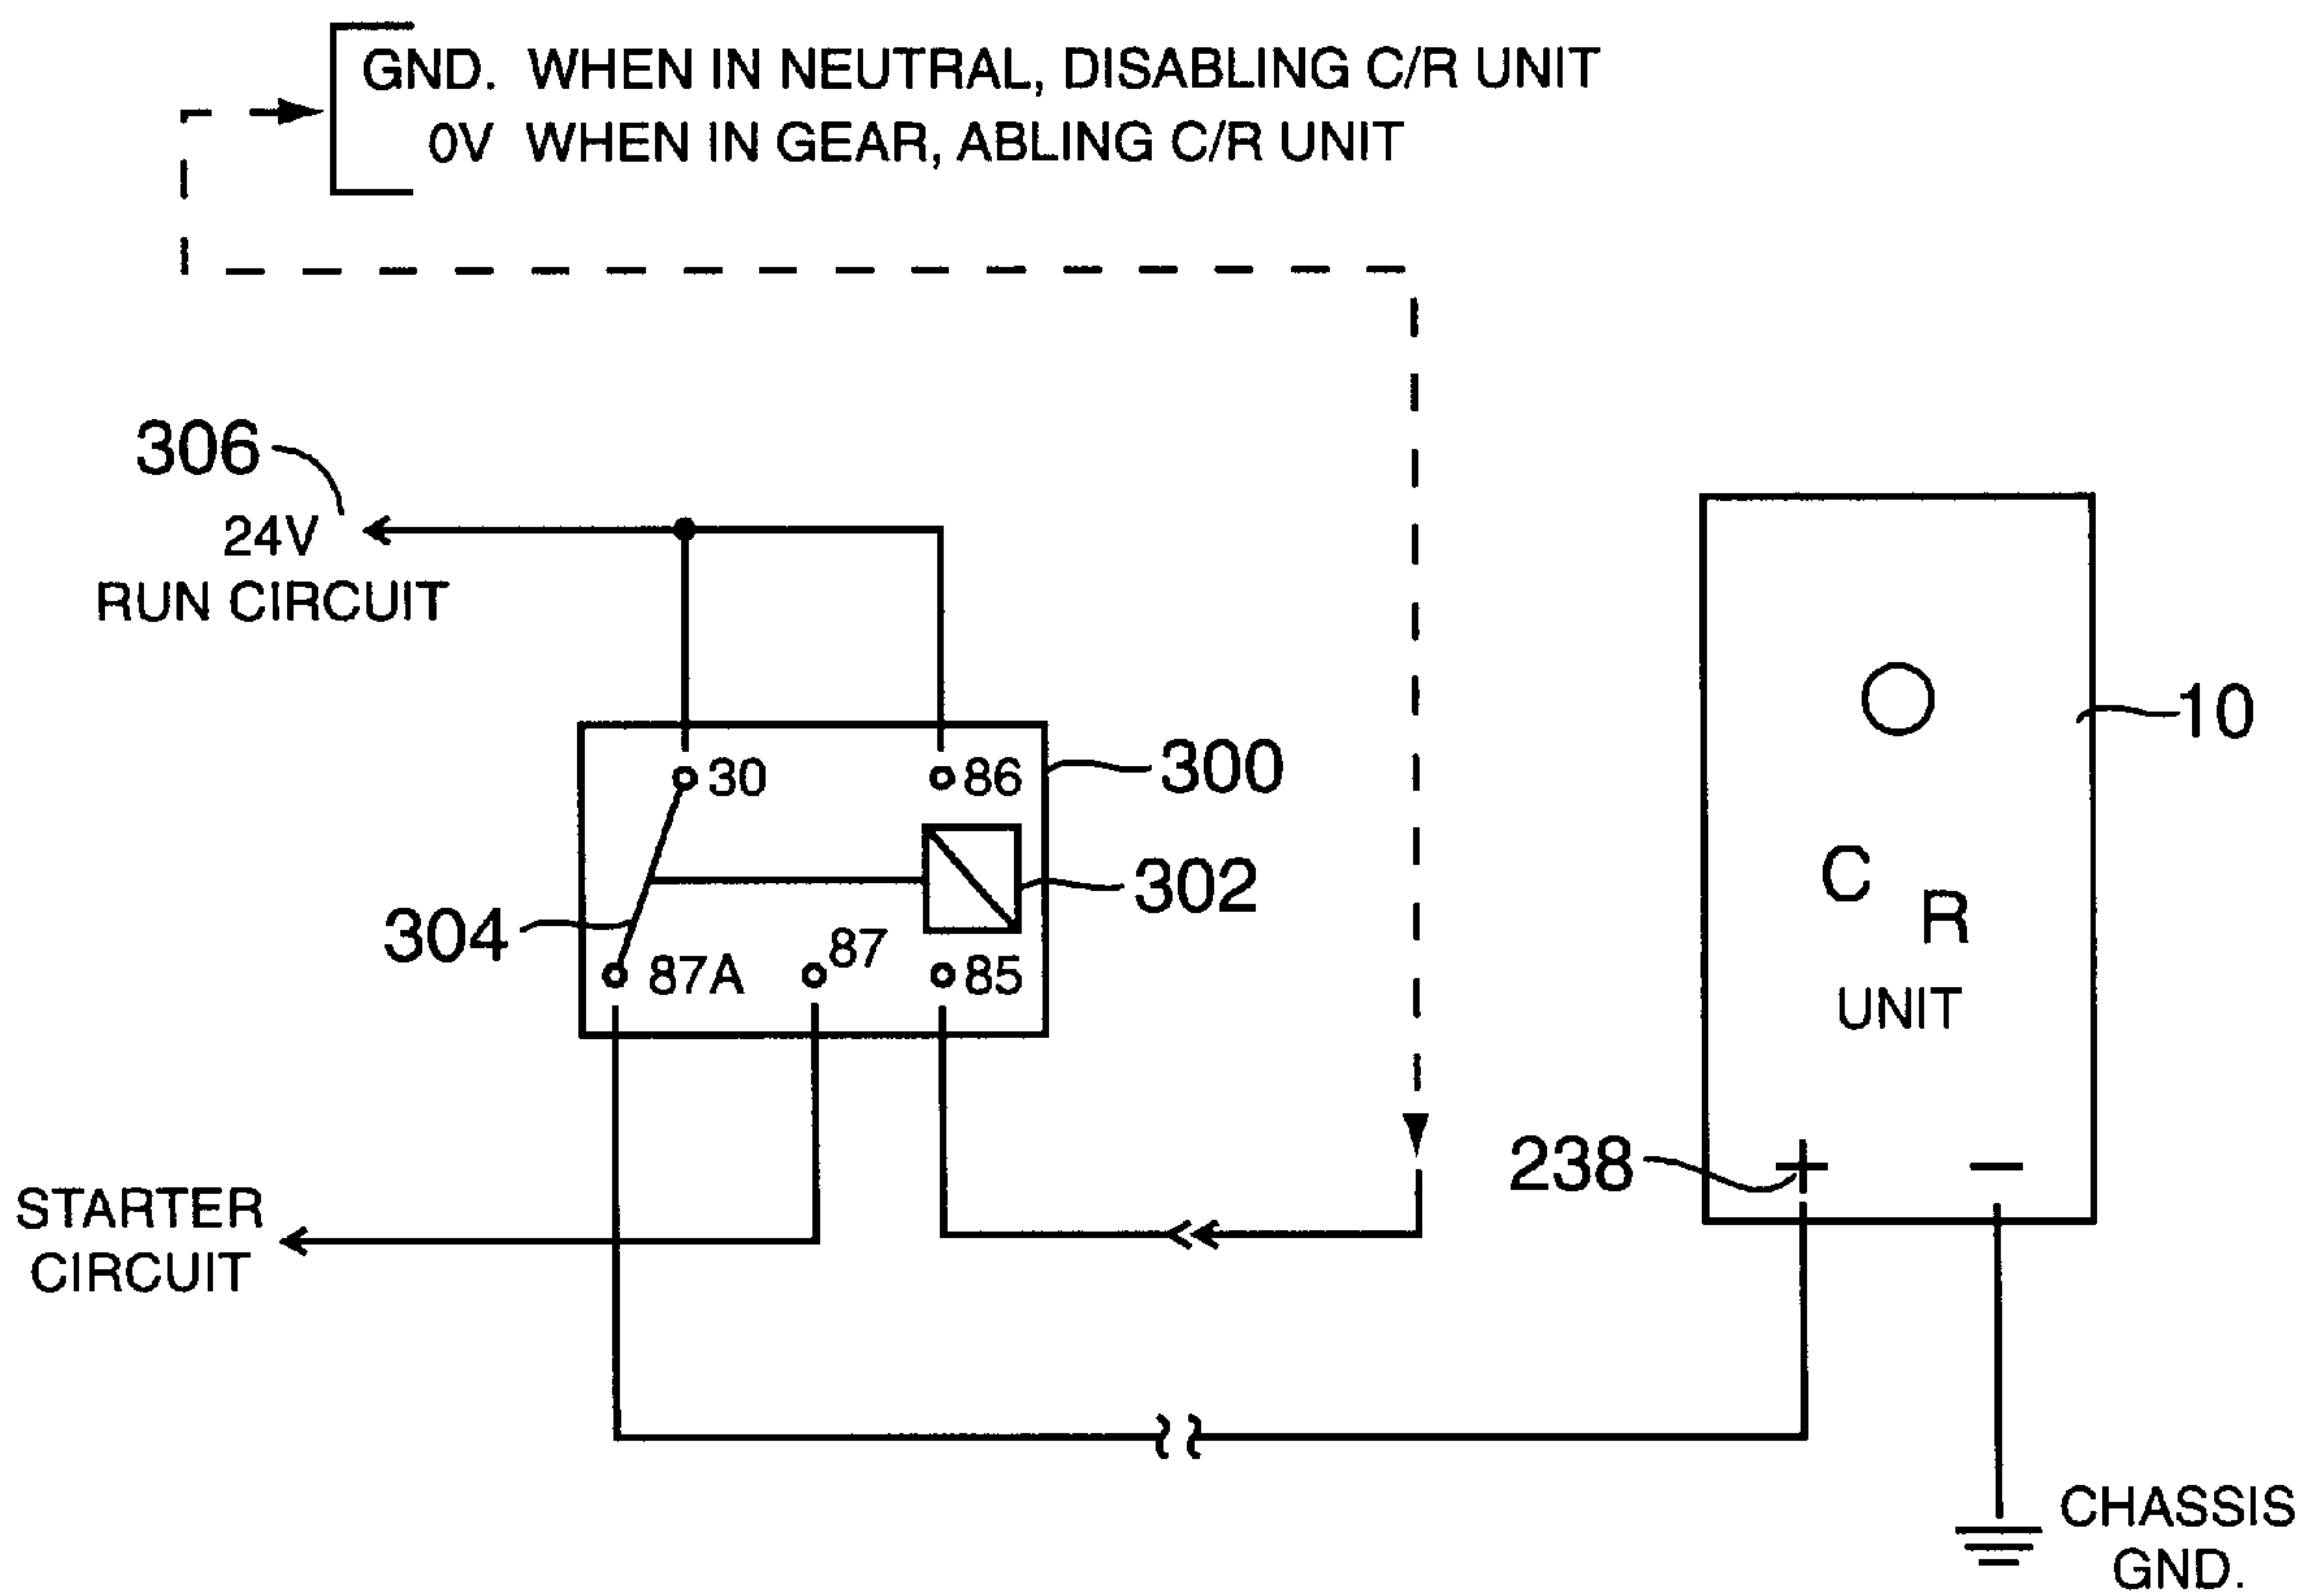 GND. WHEN IN NEUTRAL, DISABLING C/R UNIT
0V WHEN IN GEAR, ABLING C/R UNIT
306
24V
RUN CIRCUIT
10
30
86
300
302
304
87A
87
85
C
R
UNIT
238
+
−
STARTER
CIRCUIT
CHASSIS
GND.